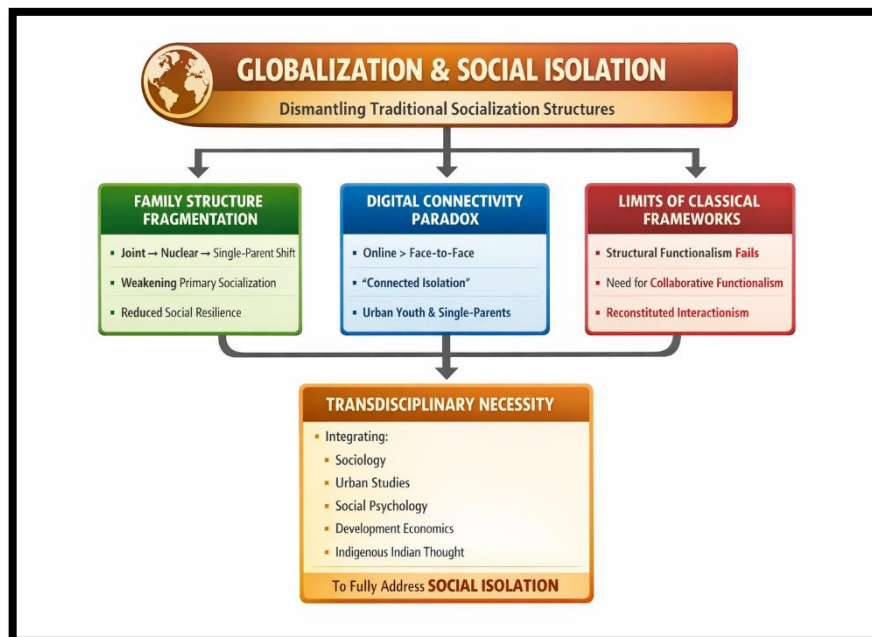 GLOBALIZATION & SOCIAL ISOLATION
Dismantling Traditional Socialization Structures
FAMILY STRUCTURE
FRAGMENTATION
Joint → Nuclear → Single-Parent Shift
Weakening Primary Socialization
Reduced Social Resilience
DIGITAL CONNECTIVITY
PARADOX
Online > Face-to-Face
"Connected Isolation"
Urban Youth & Single-Parents
LIMITS OF CLASSICAL
FRAMEWORKS
Structural Functionalism Fails
Need for Collaborative Functionalism
Reconstituted Interactionism
TRANSDISCIPLINARY NECESSITY
Integrating:
Sociology
Urban Studies
Social Psychology
Development Economics
Indigenous Indian Thought
To Fully Address SOCIAL ISOLATION